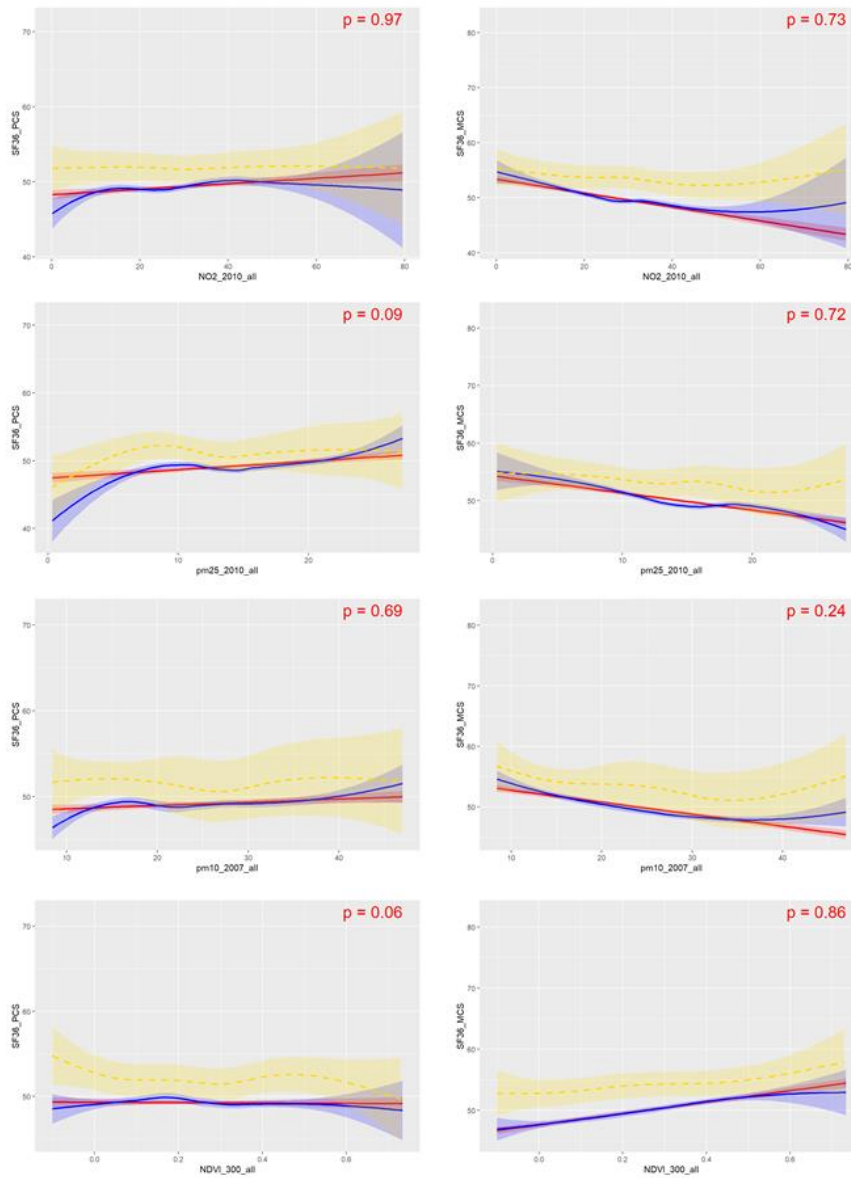 p = 0.97
70
60
50
40
SF36_PCS
0
20
40
60
80
NO2_2010_all
p = 0.73
80
70
60
50
40
SF36_MCS
0
20
40
60
80
NO2_2010_all
p = 0.09
70
60
50
40
SF36_PCS
0
10
20
pm25_2010_all
p = 0.72
80
70
60
50
SF36_MCS
0
10
20
pm25_2010_all
p = 0.69
70
60
50
SF36_PCS
10
20
30
40
pm10_2007_all
p = 0.24
80
70
60
50
SF36_MCS
10
20
30
40
pm10_2007_all
p = 0.06
70
60
50
SF36_PCS
0.0
0.2
0.4
0.6
NDVI_300_all
p = 0.86
80
70
60
50
SF36_MCS
0.0
0.2
0.4
0.6
NDVI_300_all